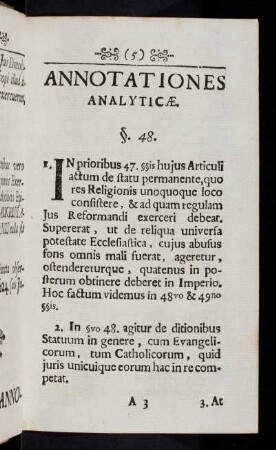 (5)
ANNOTATIONES
ANALYTICÆ.
§. 48.
1. IN prioribus 47. §§is hujus Articuli
actum de statu permanente, quo
res Religionis unoquoque loco
consistere, & ad quam regulam
Jus Reformandi exerceri debeat.
Supererat, ut de reliqua universa
potestate Ecclesiastica, cujus abusus
fons omnis mali fuerat, ageretur,
ostendereturque, quatenus in po-
sterum obtinere deberet in Imperio.
Hoc factum videmus in 48vo & 49no
§§is.
2. In §vo 48. agitur de ditionibus
Statuum in genere, cum Evangeli-
corum, tum Catholicorum, quid
juris unicuique eorum hac in re com-
petat.
A 3 3. At